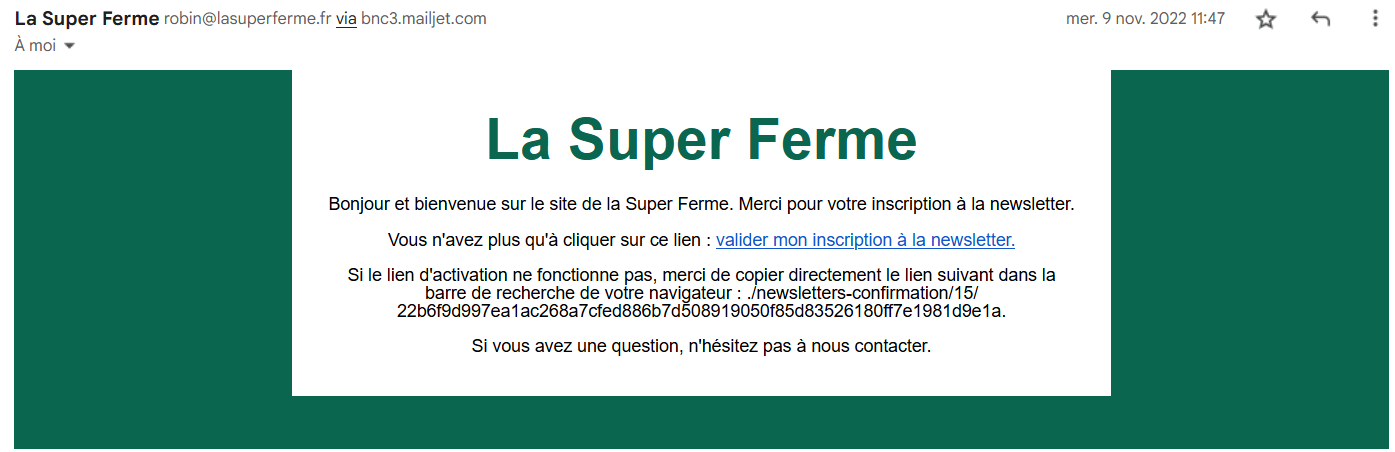 La Super Ferme robin@lasuperferme.fr via bnc3.mailjet.com
mer. 9 nov. 2022 11:47
À moi
La Super Ferme
Bonjour et bienvenue sur le site de la Super Ferme. Merci pour votre inscription à la newsletter.
Vous n'avez plus qu'à cliquer sur ce lien : valider mon inscription à la newsletter.
Si le lien d'activation ne fonctionne pas, merci de copier directement le lien suivant dans la
barre de recherche de votre navigateur : ./newsletters-confirmation/15/
22b6f9d997ea1ac268a7cfed886b7d508919050f85d83526180ff7e1981d9e1a.
Si vous avez une question, n'hésitez pas à nous contacter.